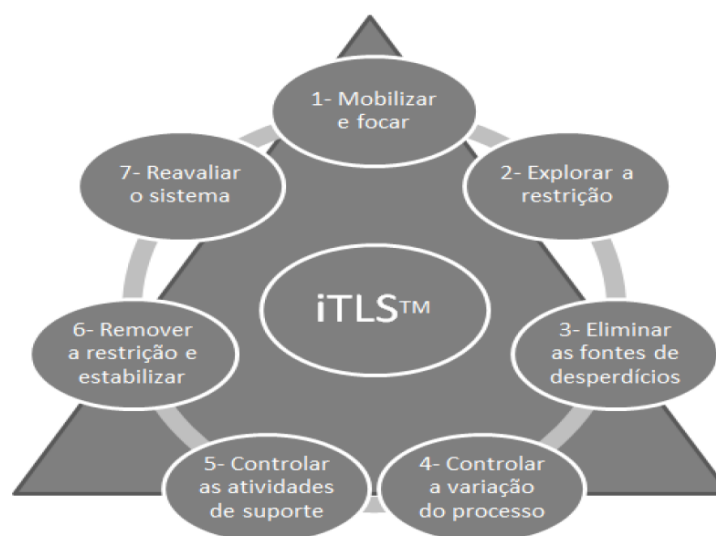 1- Mobilizar
e focar
2- Explorar a
restrição
3- Eliminar
as fontes de
desperdícios
4- Controlar
a variação
do processo
5- Controlar
as atividades
de suporte
6- Remover
a restrição e
estabilizar
7- Reavaliar
o sistema
iTLS™